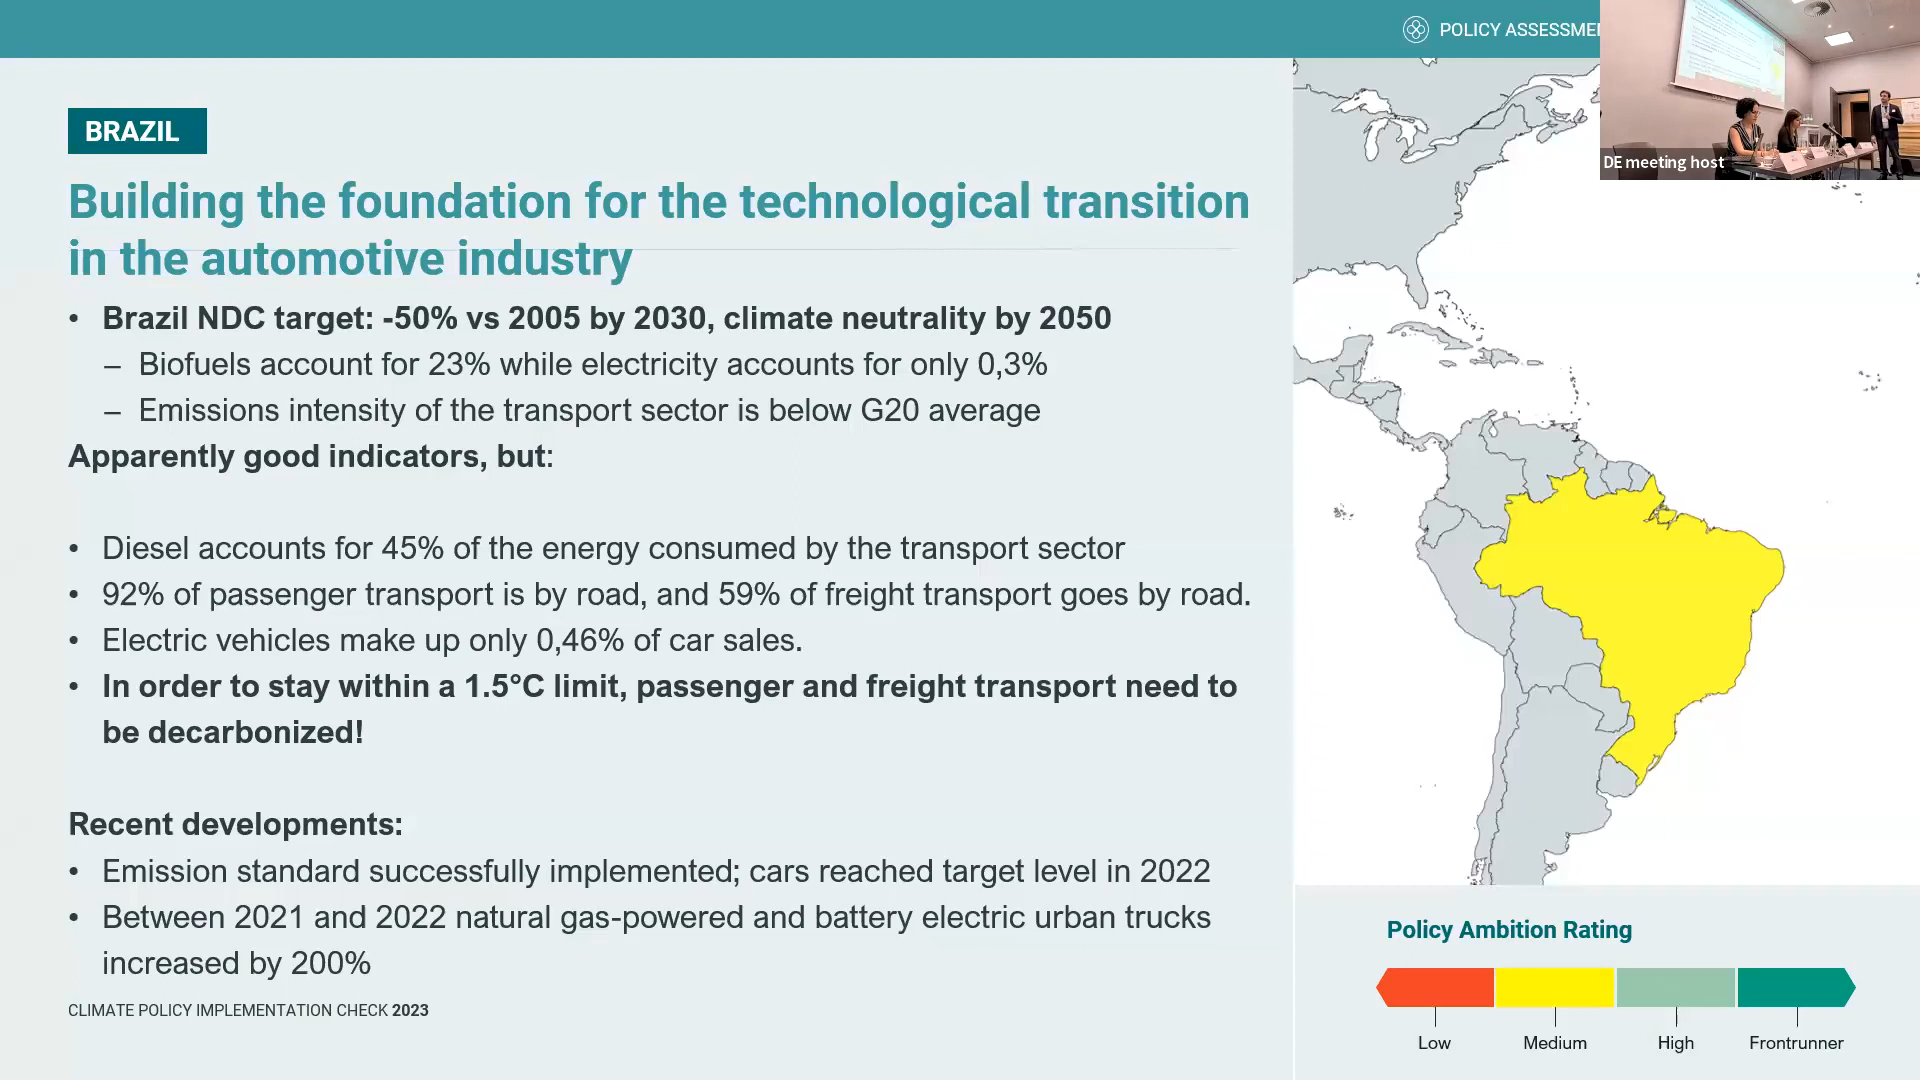 POLICY ASSESSME
DE meeting host
BRAZIL
Building the foundation for the technological transition
in the automotive industry
• Brazil NDC target: -50% vs 2005 by 2030, climate neutrality by 2050
– Biofuels account for 23% while electricity accounts for only 0,3%
– Emissions intensity of the transport sector is below G20 average
Apparently good indicators, but:
• Diesel accounts for 45% of the energy consumed by the transport sector
• 92% of passenger transport is by road, and 59% of freight transport goes by road.
• Electric vehicles make up only 0,46% of car sales.
• In order to stay within a 1.5°C limit, passenger and freight transport need to
be decarbonized!
Recent developments:
• Emission standard successfully implemented; cars reached target level in 2022
• Between 2021 and 2022 natural gas-powered and battery electric urban trucks
increased by 200%
CLIMATE POLICY IMPLEMENTATION CHECK 2023
Policy Ambition Rating
Low Medium High Frontrunner